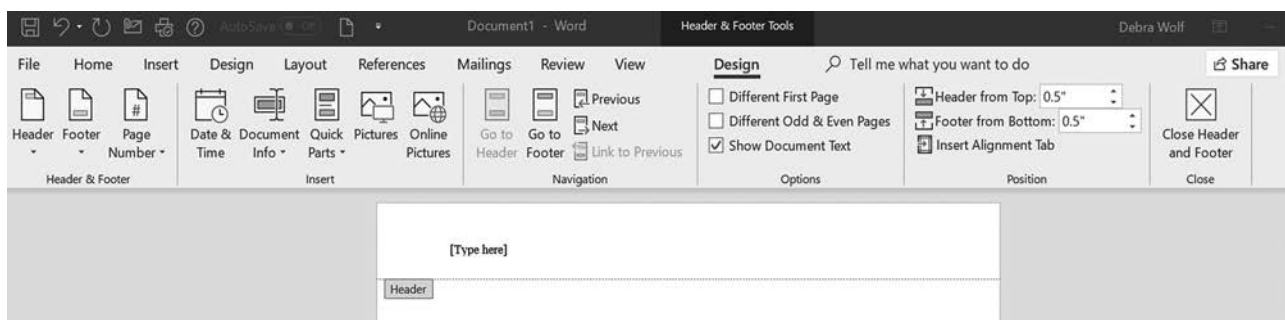 AutoSave Off Document1 - Word Header & Footer Tools Debra Wolf
File Home Insert Design Layout References Mailings Review View Design Tell me what you want to do Share
Header Footer Page Number
Header & Footer
Date & Time Document Info Quick Parts Pictures Online Pictures
Insert
Go to Header Go to Footer Previous
Next
Link to Previous
Navigation
Different First Page
Different Odd & Even Pages
Show Document Text
Options
Header from Top: 0.5"
Footer from Bottom: 0.5"
Insert Alignment Tab
Position
Close Header
and Footer
Close
[Type here]
Header